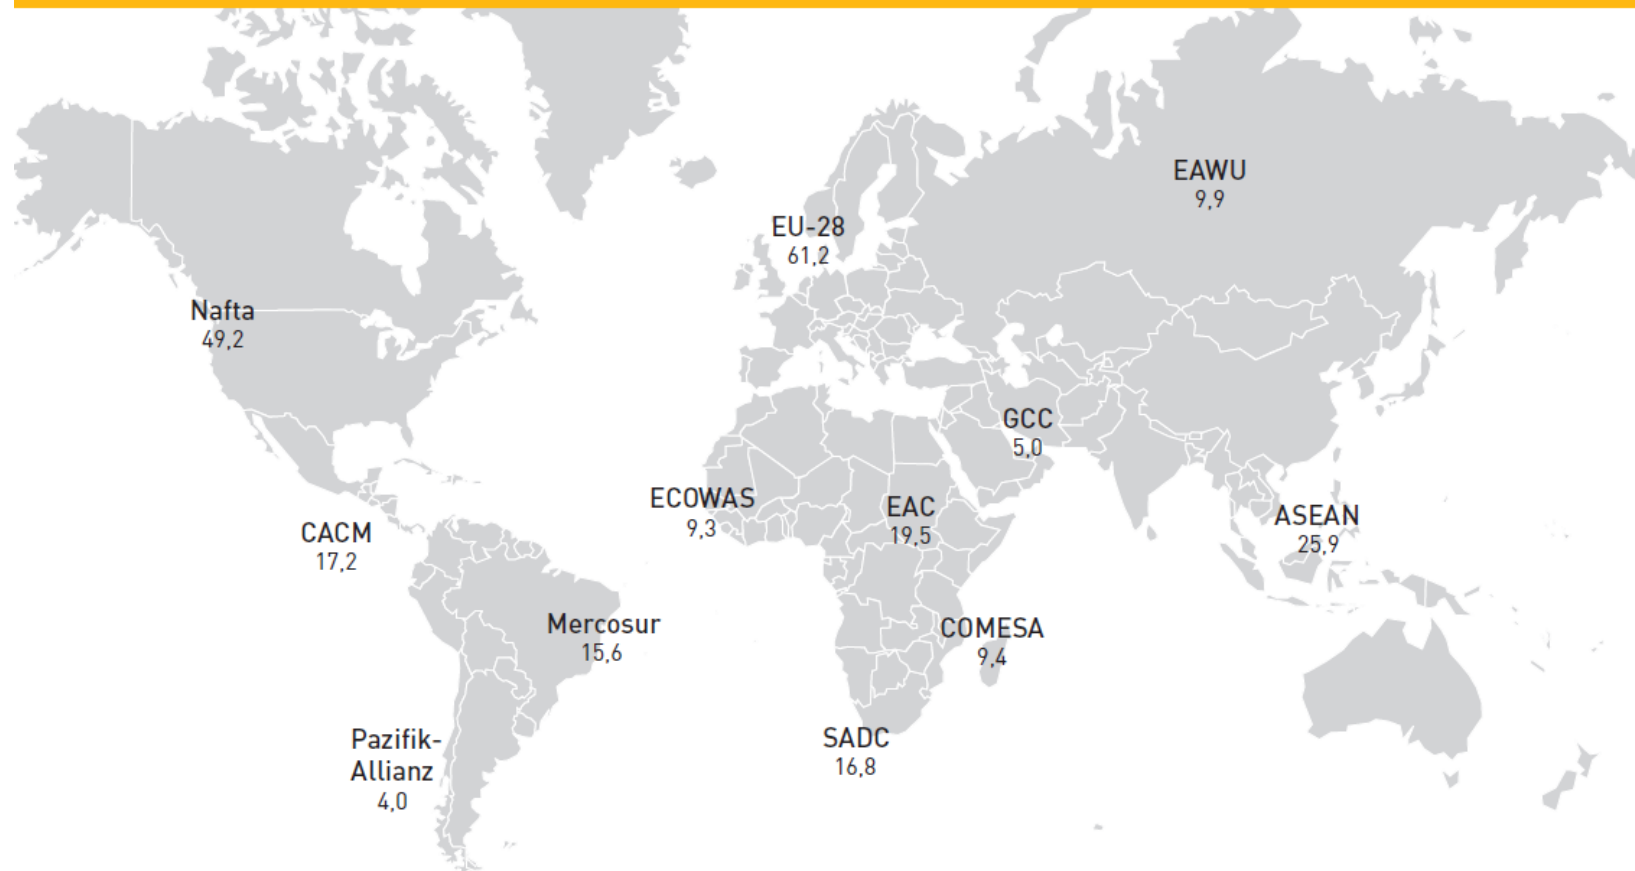 EAWU
9,9
EU-28
61,2
Nafta
49,2
GCC
5,0
ECOWAS
9,3
EAC
19,5
ASEAN
25,9
CACM
17,2
Mercosur
15,6
COMESA
9,4
SADC
16,8
Pazifik-
Allianz
4,0